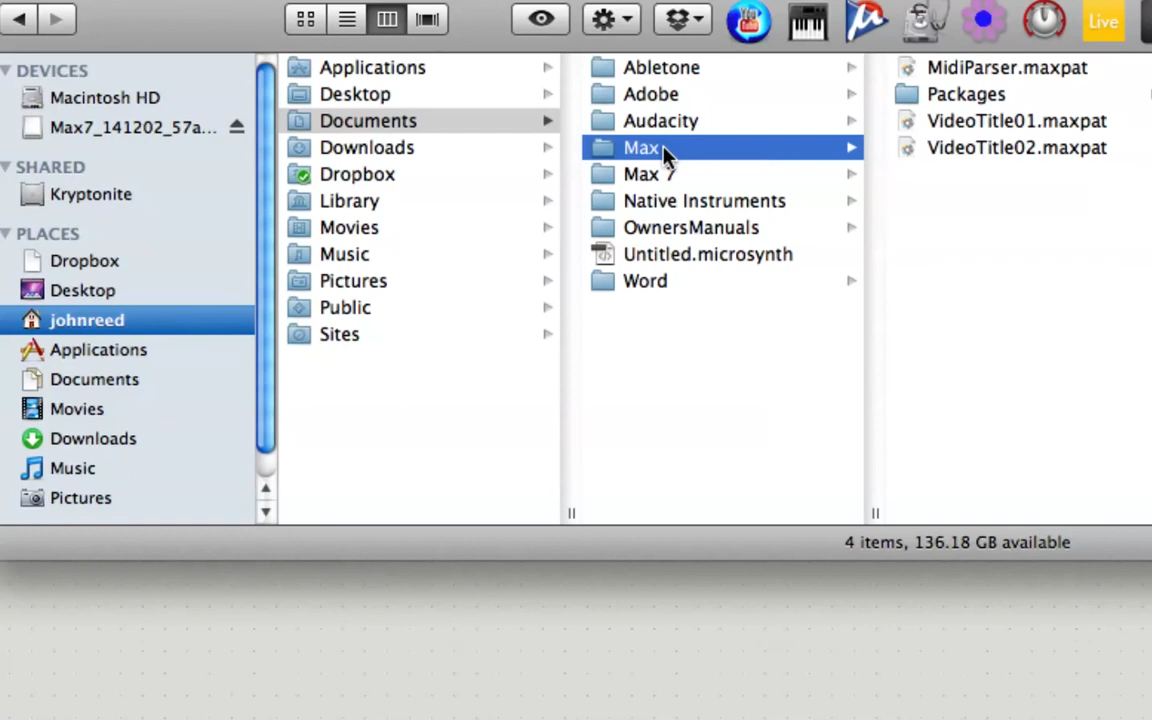 Live
DEVICES
Macintosh HD
Max7_141202_57a...
SHARED
Kryptonite
PLACES
Dropbox
Desktop
johnreed
Applications
Documents
Movies
Downloads
Music
Pictures
Applications
Desktop
Documents
Downloads
Dropbox
Library
Movies
Music
Pictures
Public
Sites
Abletone
Adobe
Audacity
Max
Max 7
Native Instruments
OwnersManuals
Untitled.microsynth
Word
MidiParser.maxpat
Packages
VideoTitle01.maxpat
VideoTitle02.maxpat
4 items, 136.18 GB available